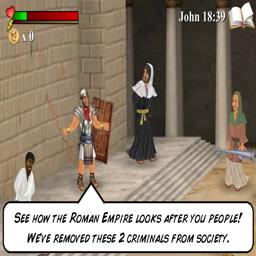 John 18:39
x 0
SEE HOW THE ROMAN EMPIRE LOOKS AFTER YOU PEOPLE!
WE'VE REMOVED THESE 2 CRIMINALS FROM SOCIETY.